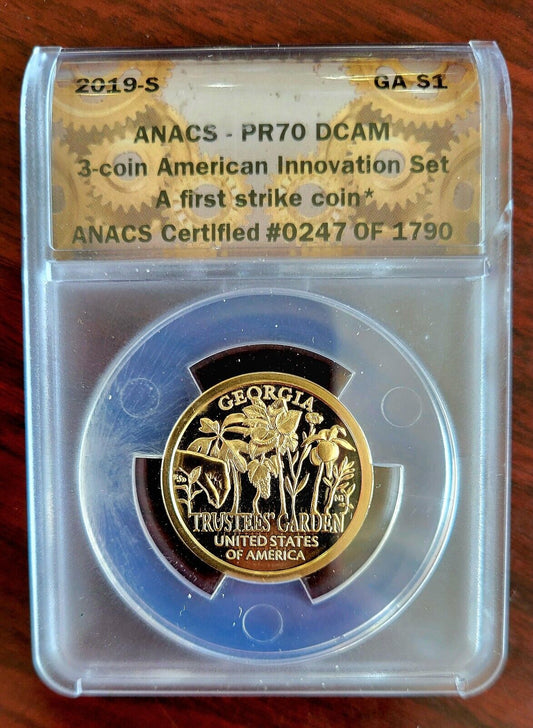 2019-S GA $1
ANACS - PR70 DCAM
3-coin American Innovation Set
A first strike coin*
ANACS Certified #0247 OF 1790
GEORGIA
TRUSTEES' GARDEN
UNITED STATES
OF AMERICA